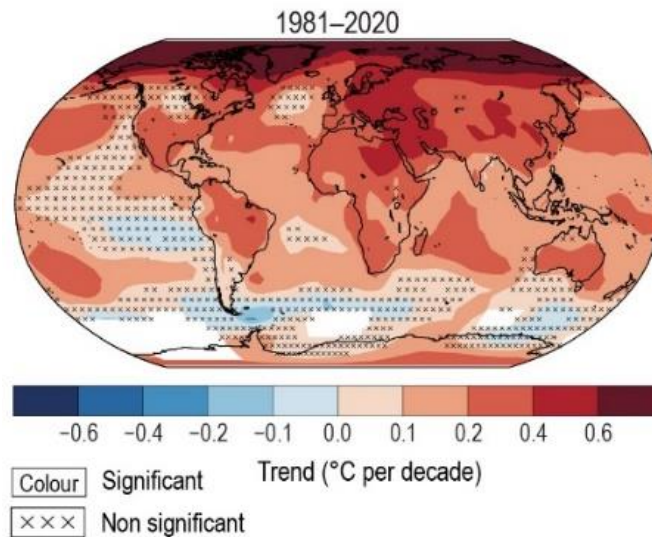 1981–2020
−0.6 −0.4 −0.2 −0.1 0.0 0.1 0.2 0.4 0.6
Trend (°C per decade)
Colour Significant
××× Non significant